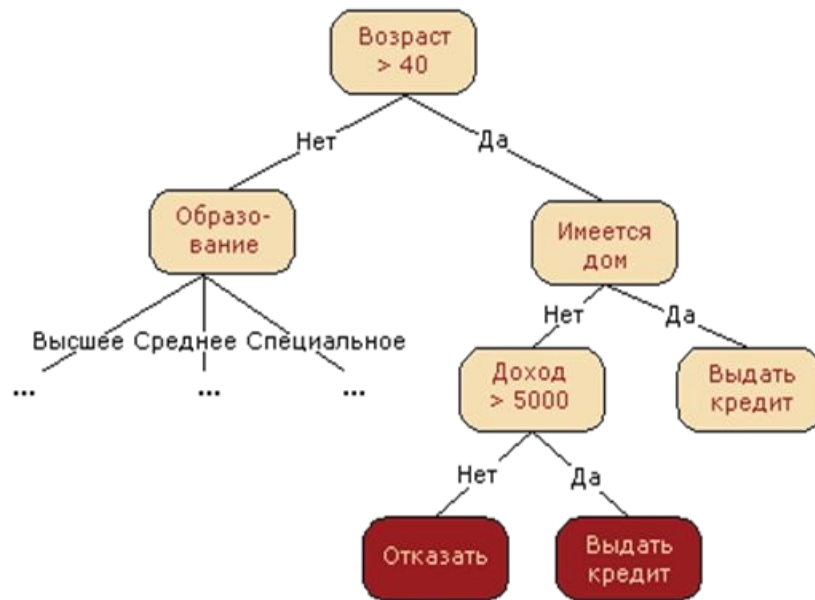 Возраст
> 40
Нет
Да
Образо-
вание
Имеется
дом
Высшее Среднее Специальное
... ... ...
Нет
Да
Доход
> 5000
Выдать
кредит
Нет
Да
Отказать
Выдать
кредит